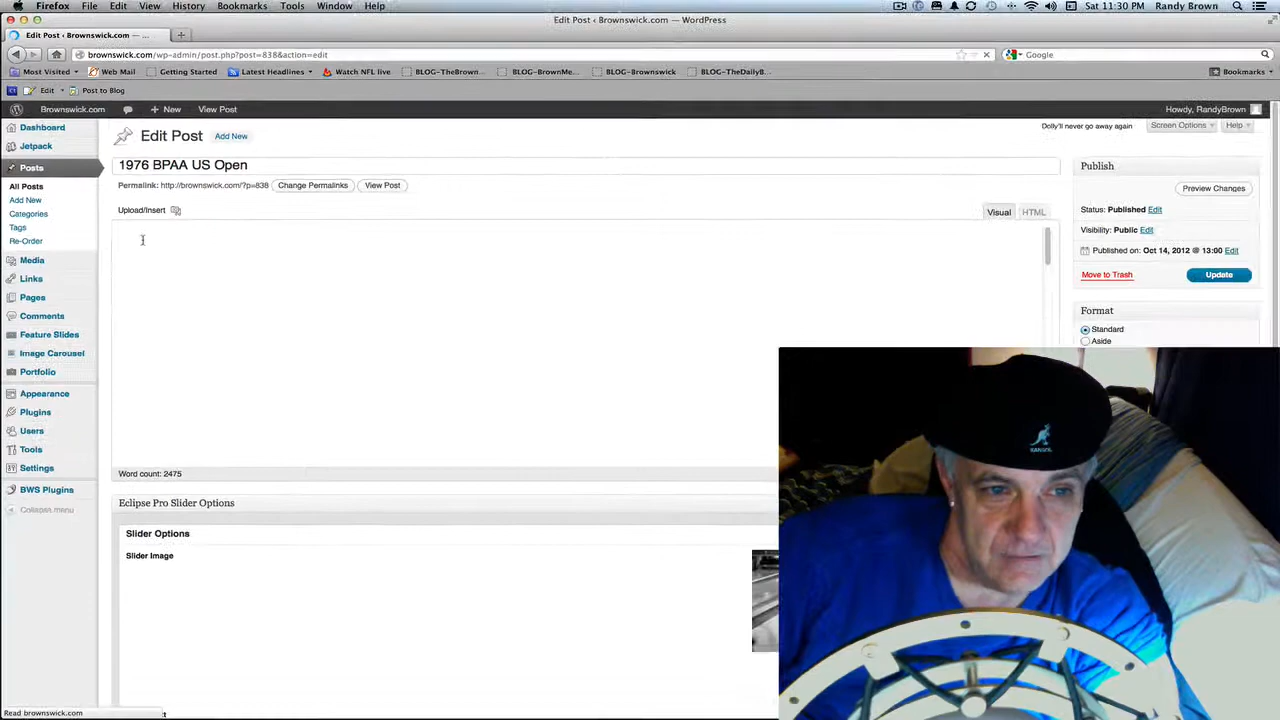 Firefox File Edit View History Bookmarks Tools Window Help Sat 11:30 PM Randy Brown
Edit Post ‹ Brownswick.com — WordPress
Edit Post ‹ Brownswick.com — ...
brownswick.com/wp-admin/post.php?post=838&action=edit Google
Most Visited Web Mail Getting Started Latest Headlines Watch NFL live BLOG-TheBrown... BLOG-BrownMe... BLOG-Brownswick BLOG-TheDailyB... Bookmarks
Edit Post to Blog
Brownswick.com + New View Post Howdy, RandyBrown
Dashboard
Jetpack
Posts
All Posts
Add New
Categories
Tags
Re-Order
Media
Links
Pages
Comments
Feature Slides
Image Carousel
Portfolio
Appearance
Plugins
Users
Tools
Settings
BWS Plugins
Collapse menu
Edit Post Add New
Dolly'll never go away again Screen Options Help
1976 BPAA US Open
Permalink: http://brownswick.com/?p=838 Change Permalinks View Post
Upload/Insert Visual HTML
Word count: 2475
Eclipse Pro Slider Options
Slider Options
Slider Image
Publish
Preview Changes
Status: Published Edit
Visibility: Public Edit
Published on: Oct 14, 2012 @ 13:00 Edit
Move to Trash Update
Format
Standard
Aside
KANGOL
Read brownswick.com